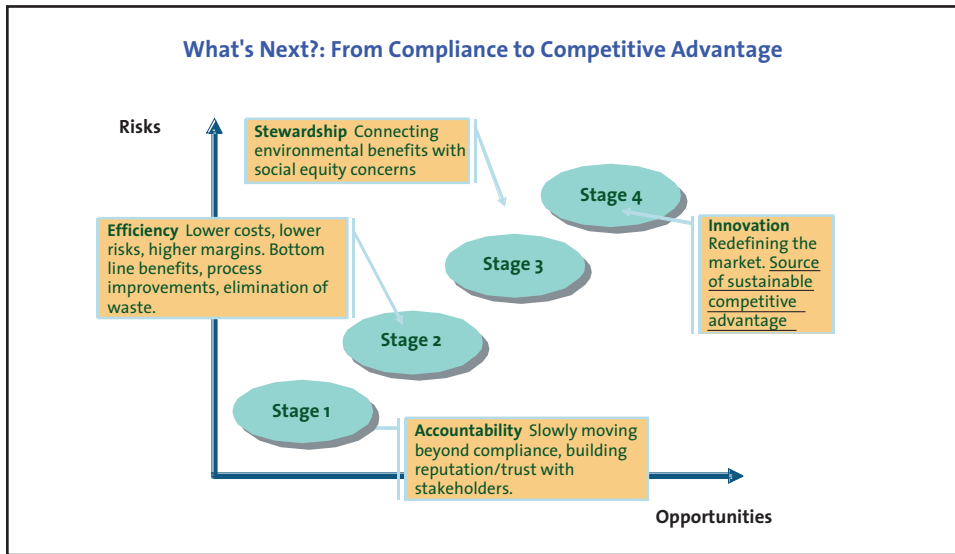 What's Next?: From Compliance to Competitive Advantage
Risks
Stewardship Connecting
environmental benefits with
social equity concerns
Stage 4
Efficiency Lower costs, lower
risks, higher margins. Bottom
line benefits, process
improvements, elimination of
waste.
Innovation
Redefining the
market. Source
of sustainable
competitive
advantage
Stage 3
Stage 2
Stage 1
Accountability Slowly moving
beyond compliance, building
reputation/trust with
stakeholders.
Opportunities